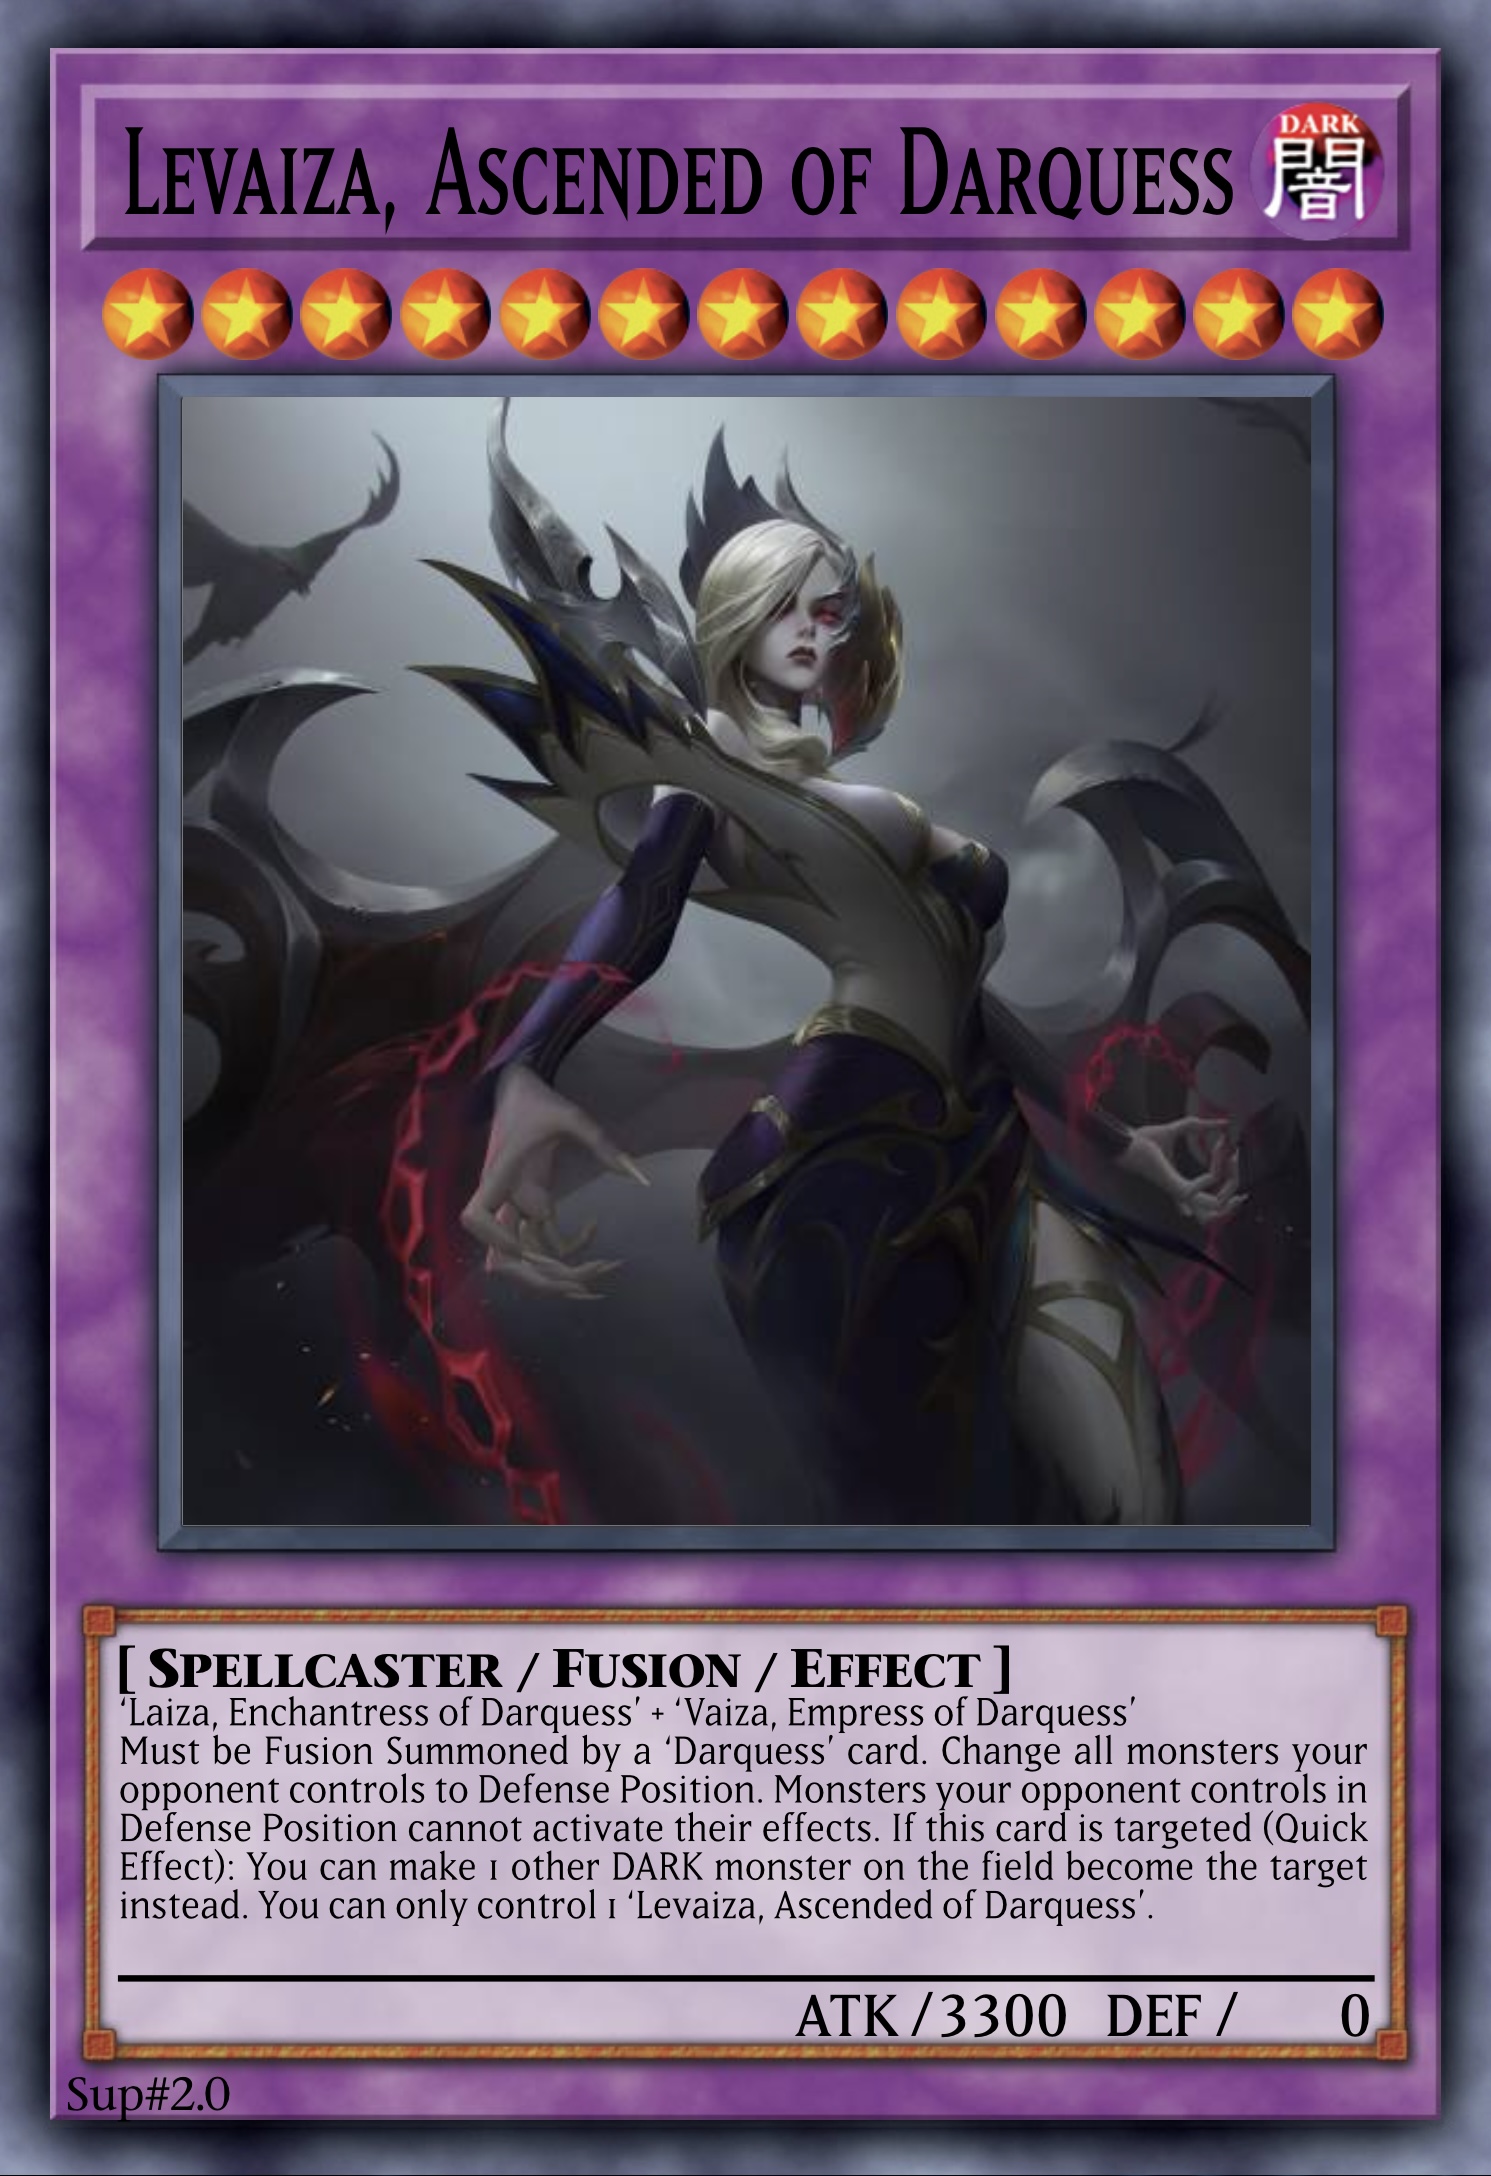 Levaiza, Ascended of Darquess
DARK
闇
[ Spellcaster / Fusion / Effect ]
‘Laiza, Enchantress of Darquess’ + ‘Vaiza, Empress of Darquess’
Must be Fusion Summoned by a ‘Darquess’ card. Change all monsters your
opponent controls to Defense Position. Monsters your opponent controls in
Defense Position cannot activate their effects. If this card is targeted (Quick
Effect): You can make 1 other DARK monster on the field become the target
instead. You can only control 1 ‘Levaiza, Ascended of Darquess’.
ATK /3300 DEF / 0
Sup#2.0